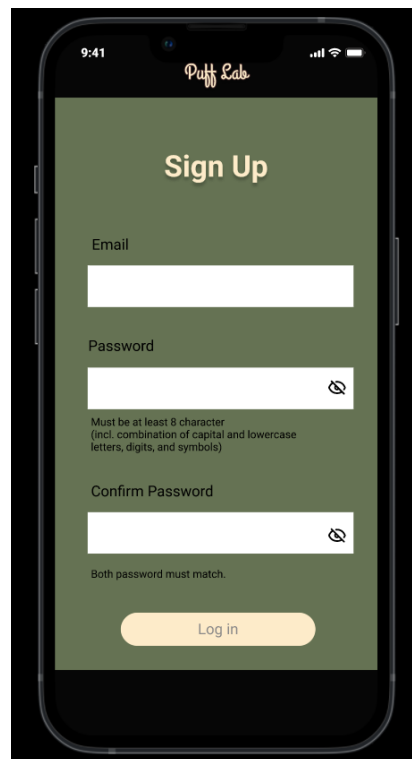 9:41
Puff Lab
Sign Up
Email
Password
Must be at least 8 character
(incl. combination of capital and lowercase
letters, digits, and symbols)
Confirm Password
Both password must match.
Log in